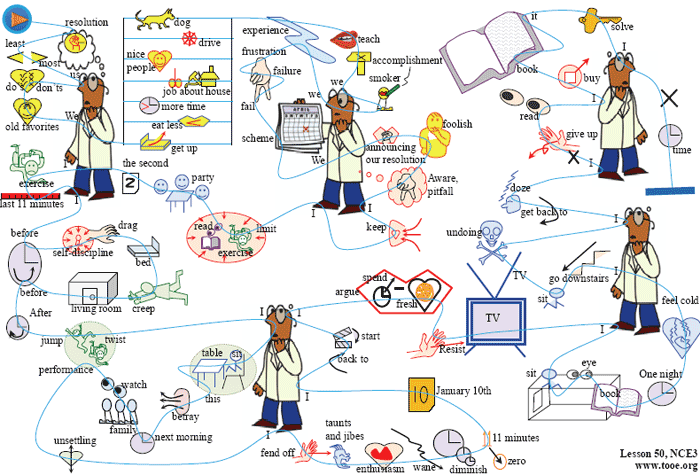 resolution
least
most
us
do
don'ts
We
old favorites
exercise
last 11 minutes
I
dog
drive
nice
people
job about house
more time
eat less
get up
the second
2
party
read
exercise
limit
experience
frustration
failure
fail
scheme
APRIL
we
We
teach
accomplishment
smoker
we
foolish
announcing
our resolution
Aware,
pitfall
keep
I
I
it
solve
book
I
buy
I
read
give up
time
I
doze
get back to
I
undoing
before
drag
self-discipline
bed
before
living room
creep
After
I
jump
twist
performance
watch
family
unsettling
next morning
betray
this
table
sit
I
I
I
start
back to
argue
spend
fresh
Resist
TV
TV
sit
go downstairs
I
feel cold
I
sit
eye
book
One night
I
10
January 10th
11 minutes
zero
diminish
wane
enthusiasm
taunts
and jibes
fend off
Lesson 50, NCE3
www.tooe.org